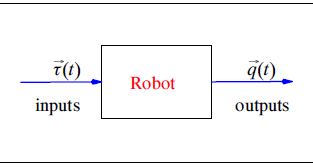 τ⃗(t)
inputs
Robot
q⃗(t)
outputs